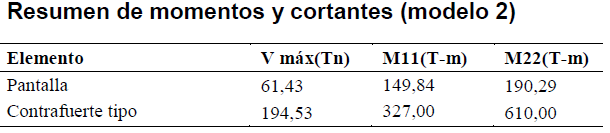 Resumen de momentos y cortantes (modelo 2)
Elemento V máx(Tn) M11(T-m) M22(T-m)
Pantalla 61,43 149,84 190,29
Contrafuerte tipo 194,53 327,00 610,00